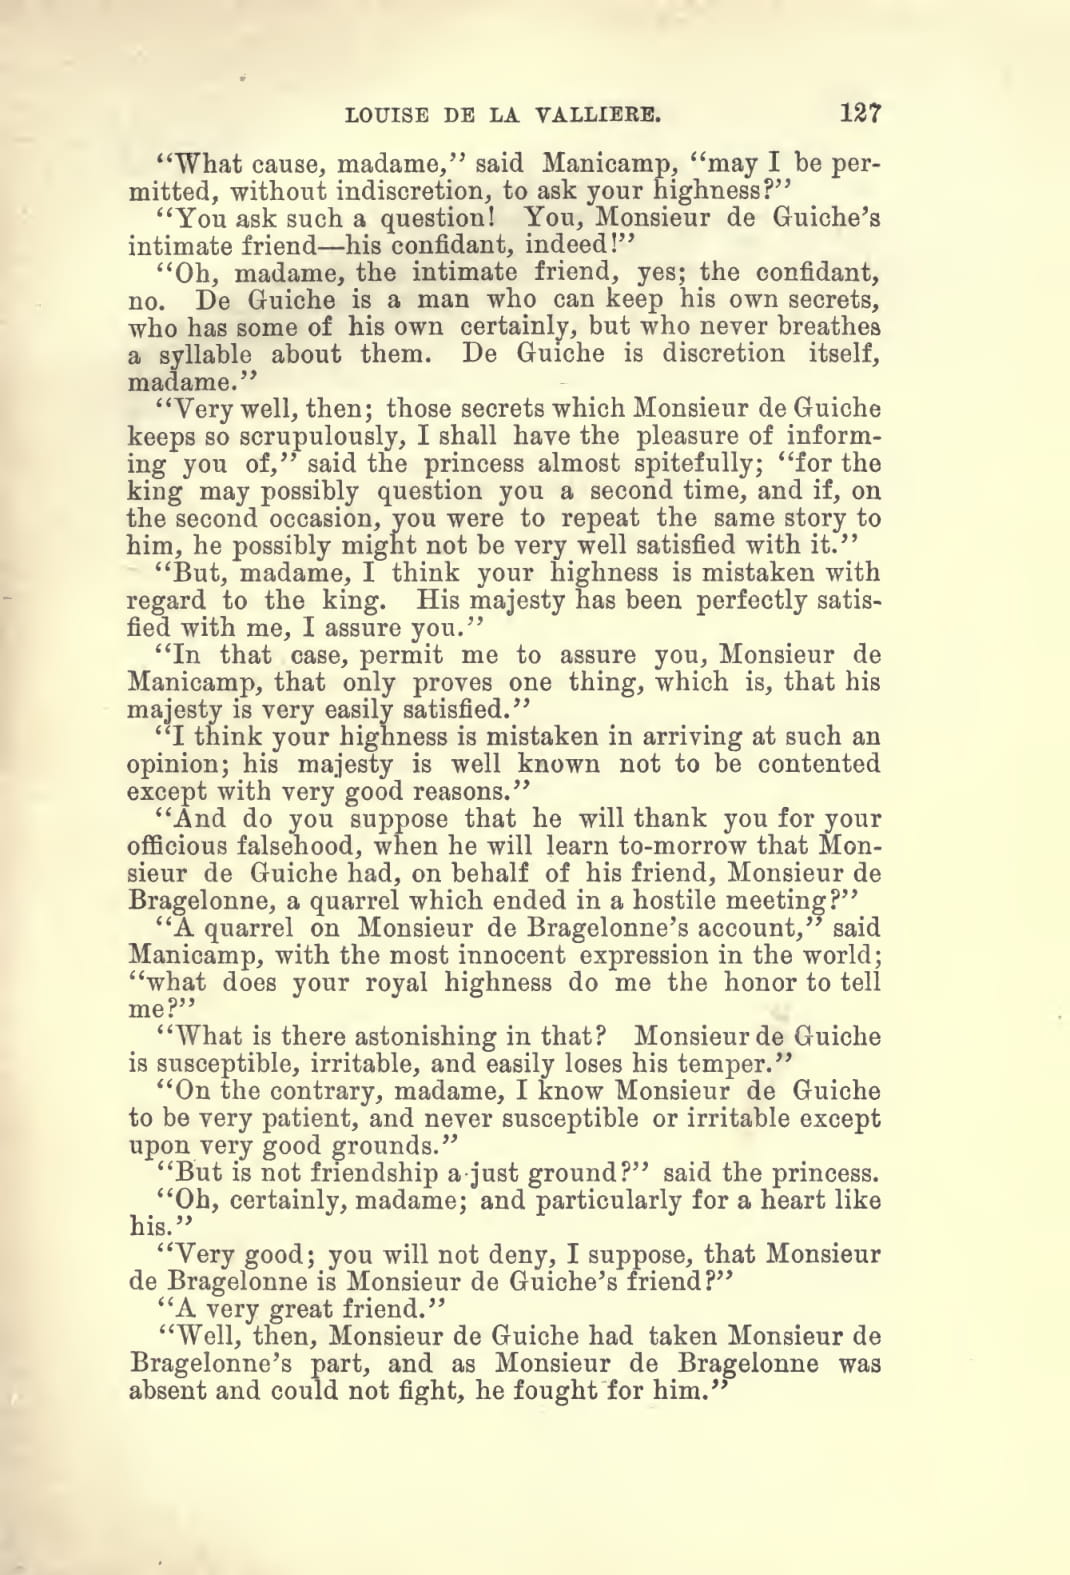 LOUISE DE LA VALLIERE. 127
“What cause, madame,” said Manicamp, “may I be per-
mitted, without indiscretion, to ask your highness?”
“You ask such a question! You, Monsieur de Guiche’s
intimate friend—his confidant, indeed!”
“Oh, madame, the intimate friend, yes; the confidant,
no. De Guiche is a man who can keep his own secrets,
who has some of his own certainly, but who never breathes
a syllable about them. De Guiche is discretion itself,
madame.”
“Very well, then; those secrets which Monsieur de Guiche
keeps so scrupulously, I shall have the pleasure of inform-
ing you of,” said the princess almost spitefully; “for the
king may possibly question you a second time, and if, on
the second occasion, you were to repeat the same story to
him, he possibly might not be very well satisfied with it.”
“But, madame, I think your highness is mistaken with
regard to the king. His majesty has been perfectly satis-
fied with me, I assure you.”
“In that case, permit me to assure you, Monsieur de
Manicamp, that only proves one thing, which is, that his
majesty is very easily satisfied.”
“I think your highness is mistaken in arriving at such an
opinion; his majesty is well known not to be contented
except with very good reasons.”
“And do you suppose that he will thank you for your
officious falsehood, when he will learn to-morrow that Mon-
sieur de Guiche had, on behalf of his friend, Monsieur de
Bragelonne, a quarrel which ended in a hostile meeting?”
“A quarrel on Monsieur de Bragelonne’s account,” said
Manicamp, with the most innocent expression in the world;
“what does your royal highness do me the honor to tell
me?”
“What is there astonishing in that? Monsieur de Guiche
is susceptible, irritable, and easily loses his temper.”
“On the contrary, madame, I know Monsieur de Guiche
to be very patient, and never susceptible or irritable except
upon very good grounds.”
“But is not friendship a just ground?” said the princess.
“Oh, certainly, madame; and particularly for a heart like
his.”
“Very good; you will not deny, I suppose, that Monsieur
de Bragelonne is Monsieur de Guiche’s friend?”
“A very great friend.”
“Well, then, Monsieur de Guiche had taken Monsieur de
Bragelonne’s part, and as Monsieur de Bragelonne was
absent and could not fight, he fought for him.”